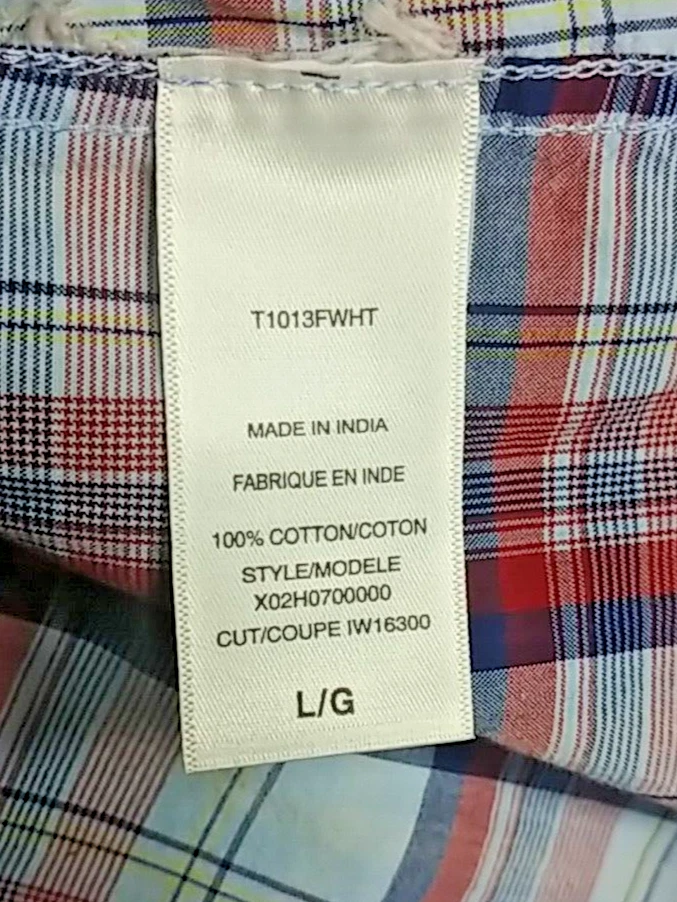 T1013FWHT
MADE IN INDIA
FABRIQUE EN INDE
100% COTTON/COTON
STYLE/MODELE
X02H0700000
CUT/COUPE IW16300
L/G